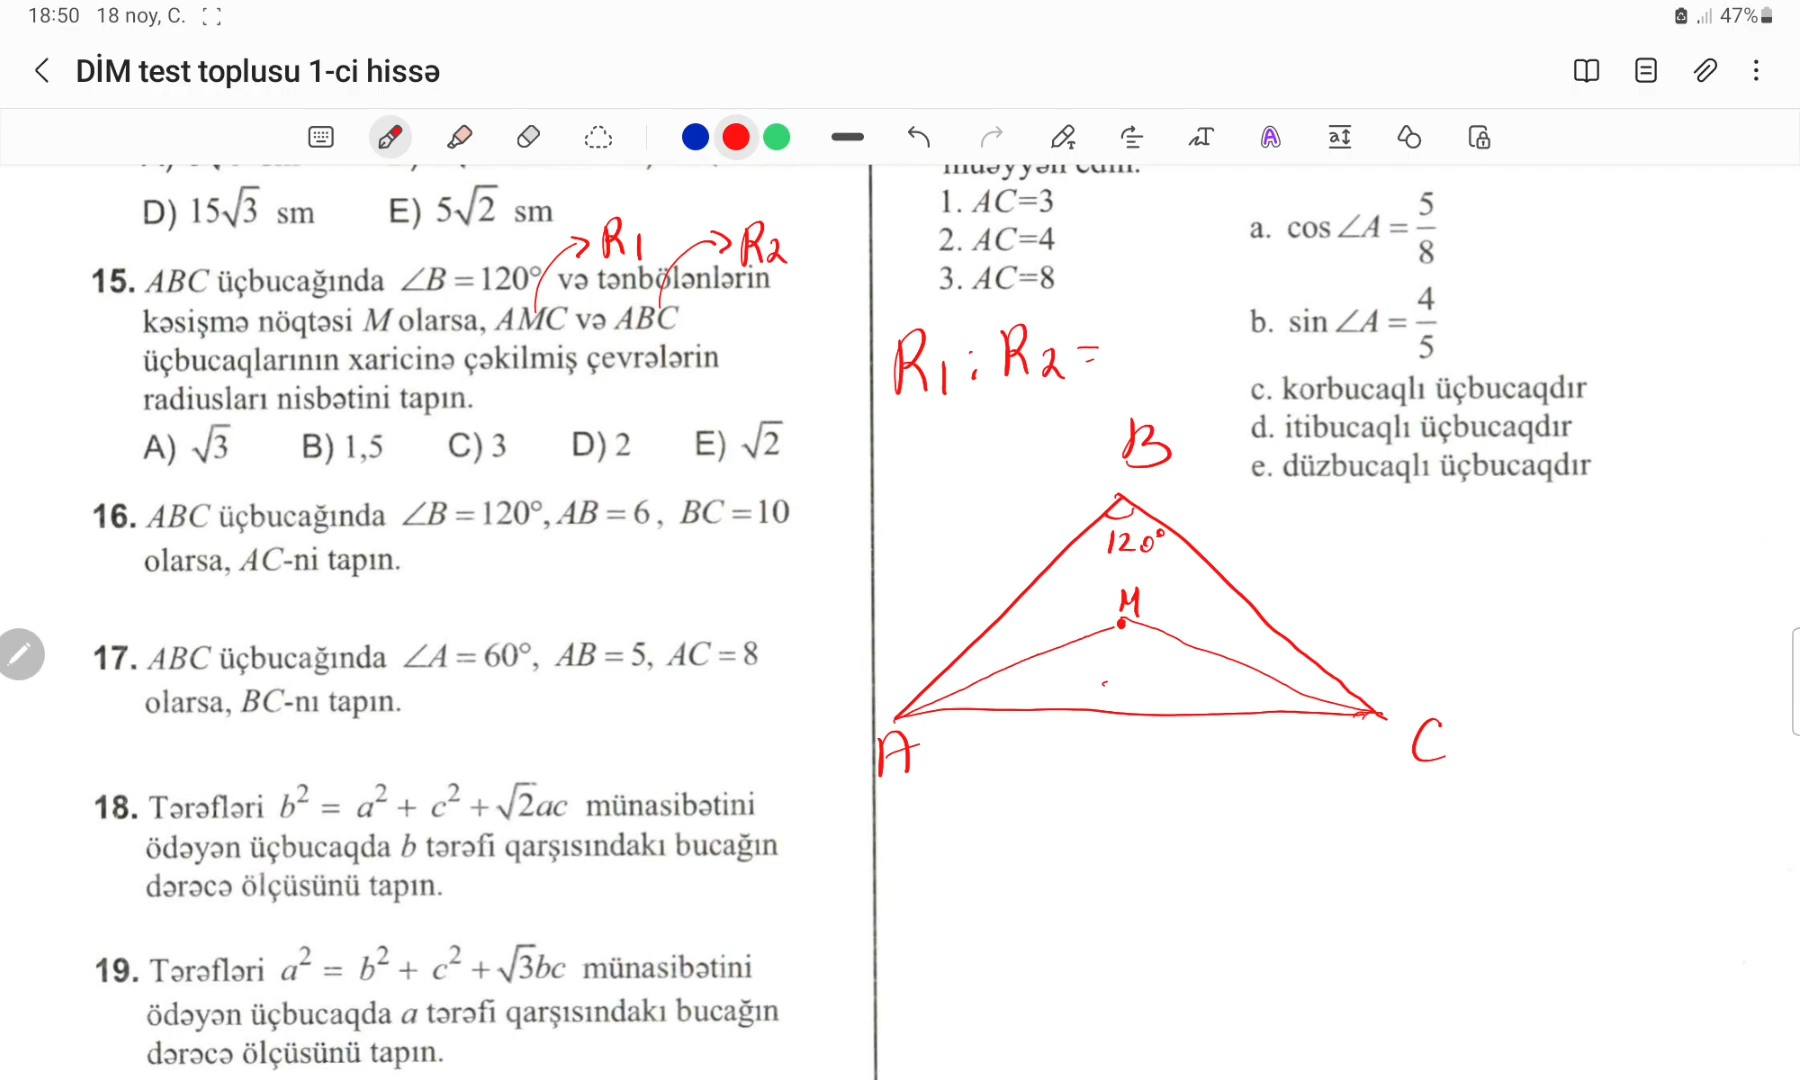 18:50 18 noy, C.
47%
DİM test toplusu 1-ci hissə
D) 15√3 sm E) 5√2 sm
R1 R2
15. ABC üçbucağında ∠B = 120° və tənbölənlərin
kəsişmə nöqtəsi M olarsa, AMC və ABC
üçbucaqlarının xaricinə çəkilmiş çevrələrin
radiusları nisbətini tapın.
A) √3 B) 1,5 C) 3 D) 2 E) √2
16. ABC üçbucağında ∠B = 120°, AB = 6, BC = 10
olarsa, AC-ni tapın.
17. ABC üçbucağında ∠A = 60°, AB = 5, AC = 8
olarsa, BC-nı tapın.
18. Tərəfləri b² = a² + c² + √2ac münasibətini
ödəyən üçbucaqda b tərəfi qarşısındakı bucağın
dərəcə ölçüsünü tapın.
19. Tərəfləri a² = b² + c² + √3bc münasibətini
ödəyən üçbucaqda a tərəfi qarşısındakı bucağın
dərəcə ölçüsünü tapın.
müəyyən edin.
1. AC=3
2. AC=4
3. AC=8
a. cos ∠A = 5/8
b. sin ∠A = 4/5
c. korbucaqlı üçbucaqdır
d. itibucaqlı üçbucaqdır
e. düzbucaqlı üçbucaqdır
R1 : R2 =
B
120°
M
A
C